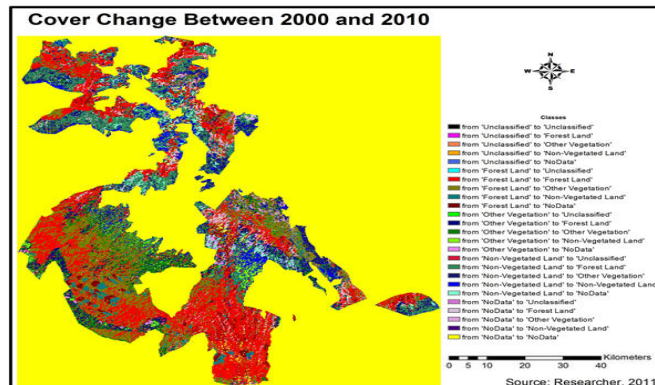 Cover Change Between 2000 and 2010
N
W E
S
Classes
from 'Unclassified' to 'Unclassified'
from 'Unclassified' to 'Forest Land'
from 'Unclassified' to 'Other Vegetation'
from 'Unclassified' to 'Non-Vegetated Land'
from 'Unclassified' to 'NoData'
from 'Forest Land' to 'Unclassified'
from 'Forest Land' to 'Forest Land'
from 'Forest Land' to 'Other Vegetation'
from 'Forest Land' to 'Non-Vegetated Land'
from 'Forest Land' to 'NoData'
from 'Other Vegetation' to 'Unclassified'
from 'Other Vegetation' to 'Forest Land'
from 'Other Vegetation' to 'Other Vegetation'
from 'Other Vegetation' to 'Non-Vegetated Land'
from 'Other Vegetation' to 'NoData'
from 'Non-Vegetated Land' to 'Unclassified'
from 'Non-Vegetated Land' to 'Forest Land'
from 'Non-Vegetated Land' to 'Other Vegetation'
from 'Non-Vegetated Land' to 'Non-Vegetated Land'
from 'Non-Vegetated Land' to 'NoData'
from 'NoData' to 'Unclassified'
from 'NoData' to 'Forest Land'
from 'NoData' to 'Other Vegetation'
from 'NoData' to 'Non-Vegetated Land'
from 'NoData' to 'NoData'
Kilometers
0 5 10 20 30 40
Source: Researcher, 2011